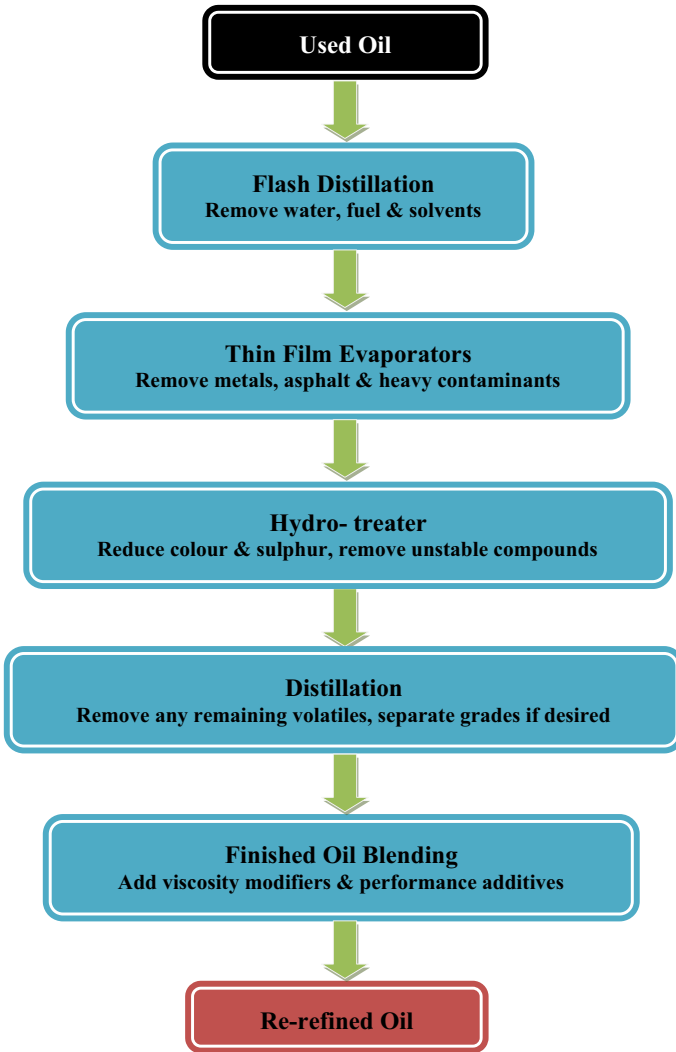 Used Oil
Flash Distillation
Remove water, fuel & solvents
Thin Film Evaporators
Remove metals, asphalt & heavy contaminants
Hydro- treater
Reduce colour & sulphur, remove unstable compounds
Distillation
Remove any remaining volatiles, separate grades if desired
Finished Oil Blending
Add viscosity modifiers & performance additives
Re-refined Oil